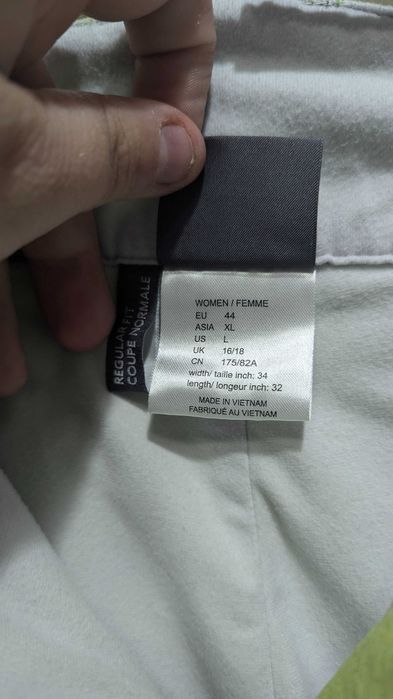 WOMEN / FEMME
EU 44
ASIA XL
US L
UK 16/18
CN 175/82A
width/ taille inch: 34
length/ longeur inch: 32
MADE IN VIETNAM
FABRIQUÉ AU VIETNAM
REGULAR FIT
COUPE NORMALE